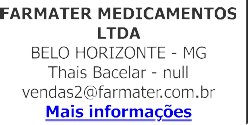 FARMATER MEDICAMENTOS
LTDA
BELO HORIZONTE - MG
Thais Bacelar - null
vendas2@farmater.com.br
Mais informações